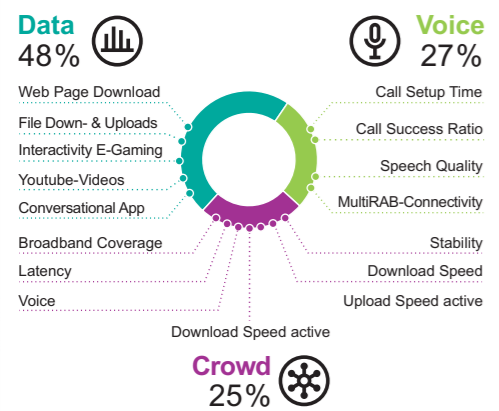 Data
48%
Voice
27%
Web Page Download
File Down- & Uploads
Interactivity E-Gaming
Youtube-Videos
Conversational App
Call Setup Time
Call Success Ratio
Speech Quality
MultiRAB-Connectivity
Broadband Coverage
Latency
Voice
Stability
Download Speed
Upload Speed active
Download Speed active
Crowd
25%